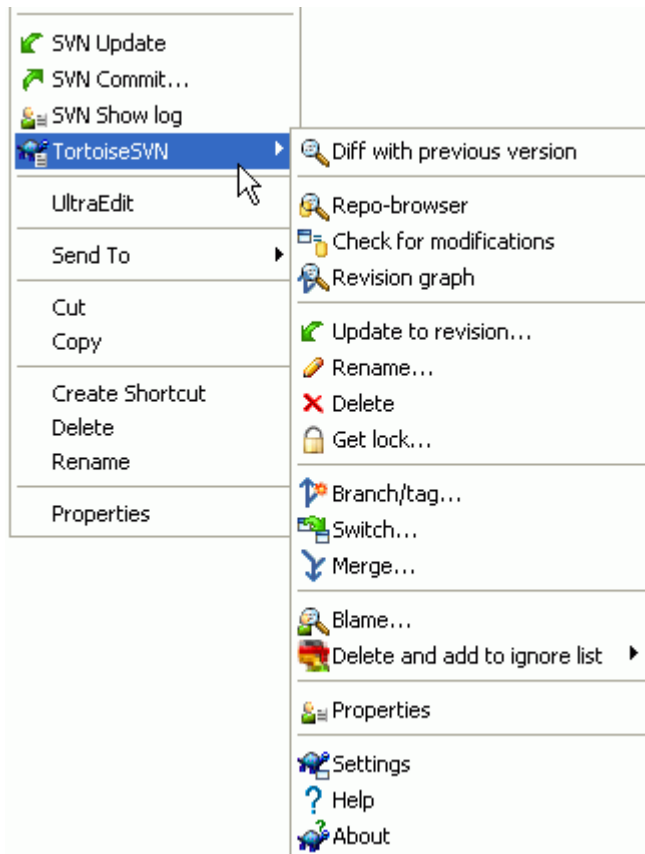 SVN Update
SVN Commit...
SVN Show log
TortoiseSVN
UltraEdit
Send To
Cut
Copy
Create Shortcut
Delete
Rename
Properties
Diff with previous version
Repo-browser
Check for modifications
Revision graph
Update to revision...
Rename...
Delete
Get lock...
Branch/tag...
Switch...
Merge...
Blame...
Delete and add to ignore list
Properties
Settings
Help
About